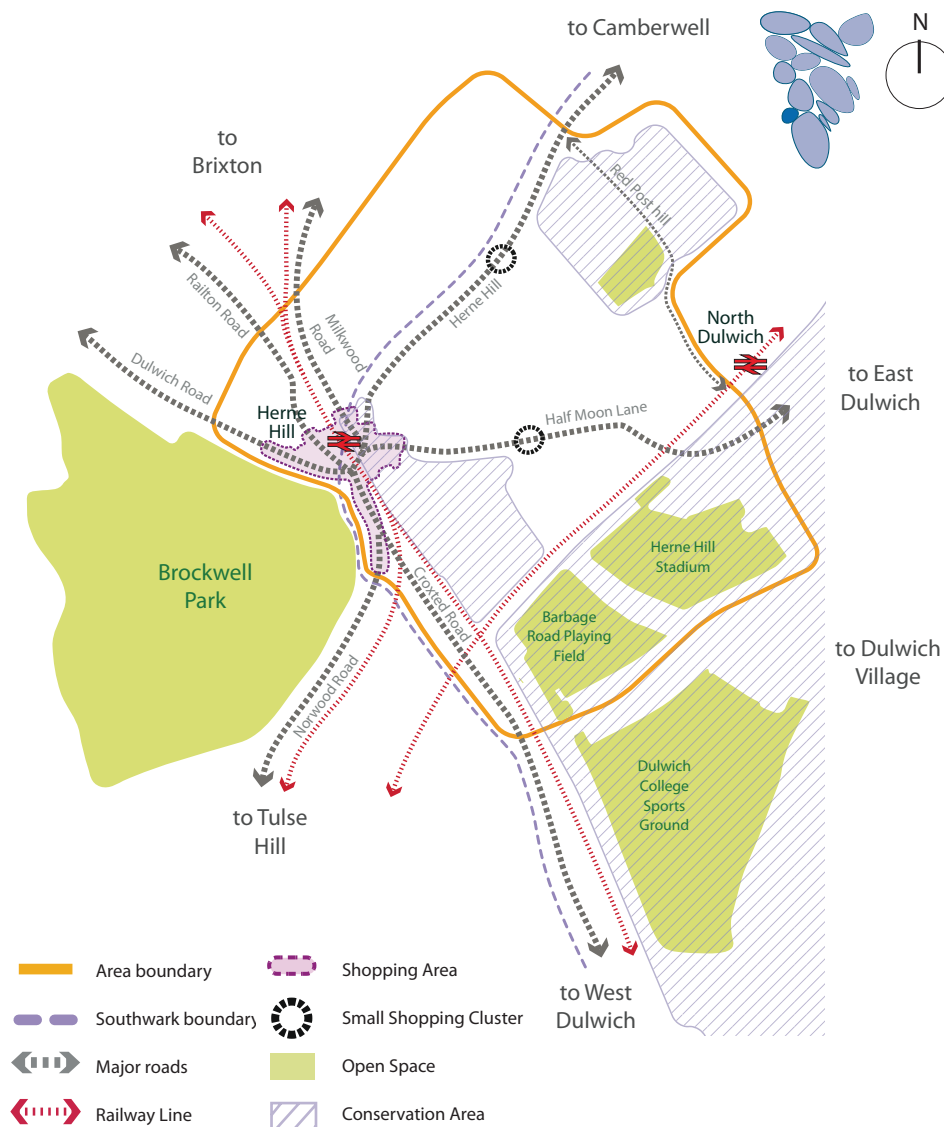 to Camberwell
N
to
Brixton
Red Post hill
Railton Road
Milkwood
Road
Herne Hill
North
Dulwich
Dulwich Road
to East
Dulwich
Herne
Hill
Half Moon Lane
Herne Hill
Stadium
Brockwell
Park
Croxted Road
Barbage
Road Playing
Field
to Dulwich
Village
Norwood Road
Dulwich
College
Sports
Ground
to Tulse
Hill
to West
Dulwich
Area boundary
Shopping Area
Southwark boundary
Small Shopping Cluster
Major roads
Open Space
Railway Line
Conservation Area